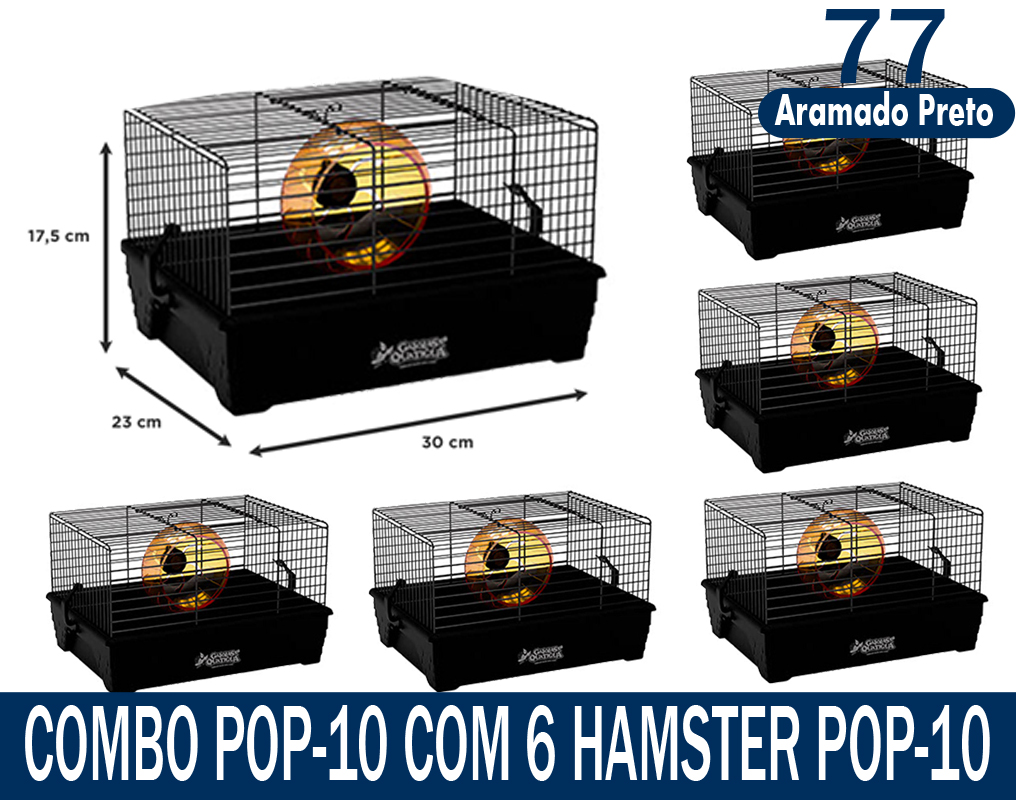 77
Aramado Preto
17,5 cm
23 cm
30 cm
COMBO POP-10 COM 6 HAMSTER POP-10